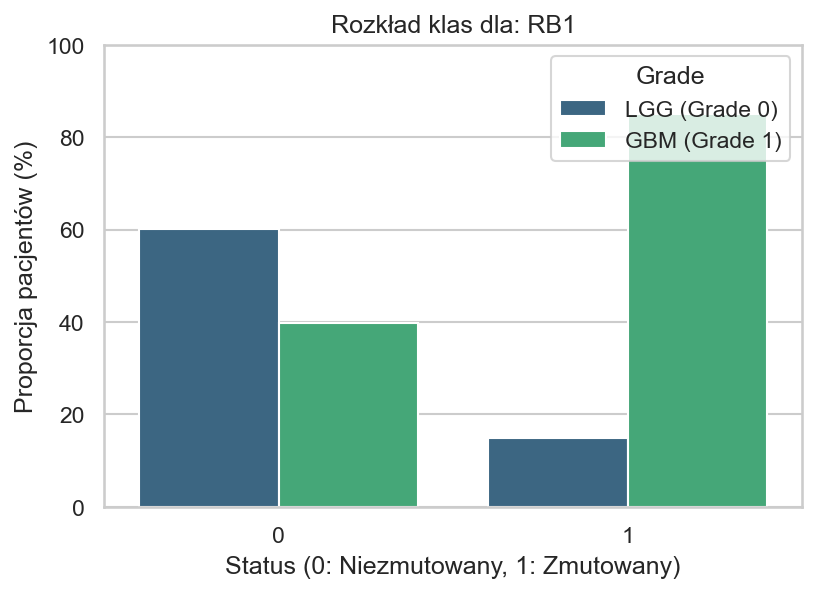 Rozkład klas dla: RB1
Grade
LGG (Grade 0)
GBM (Grade 1)
Proporcja pacjentów (%)
100
80
60
40
20
0
0
1
Status (0: Niezmutowany, 1: Zmutowany)